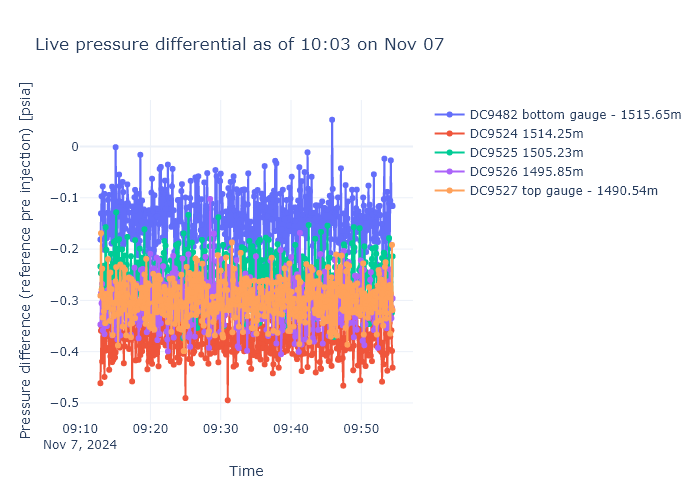 Live pressure differential as of 10:03 on Nov 07
Pressure difference (reference pre injection) [psia]
0
−0.1
−0.2
−0.3
−0.4
−0.5
09:10
09:20
09:30
09:40
09:50
Nov 7, 2024
Time
DC9482 bottom gauge - 1515.65m
DC9524 1514.25m
DC9525 1505.23m
DC9526 1495.85m
DC9527 top gauge - 1490.54m